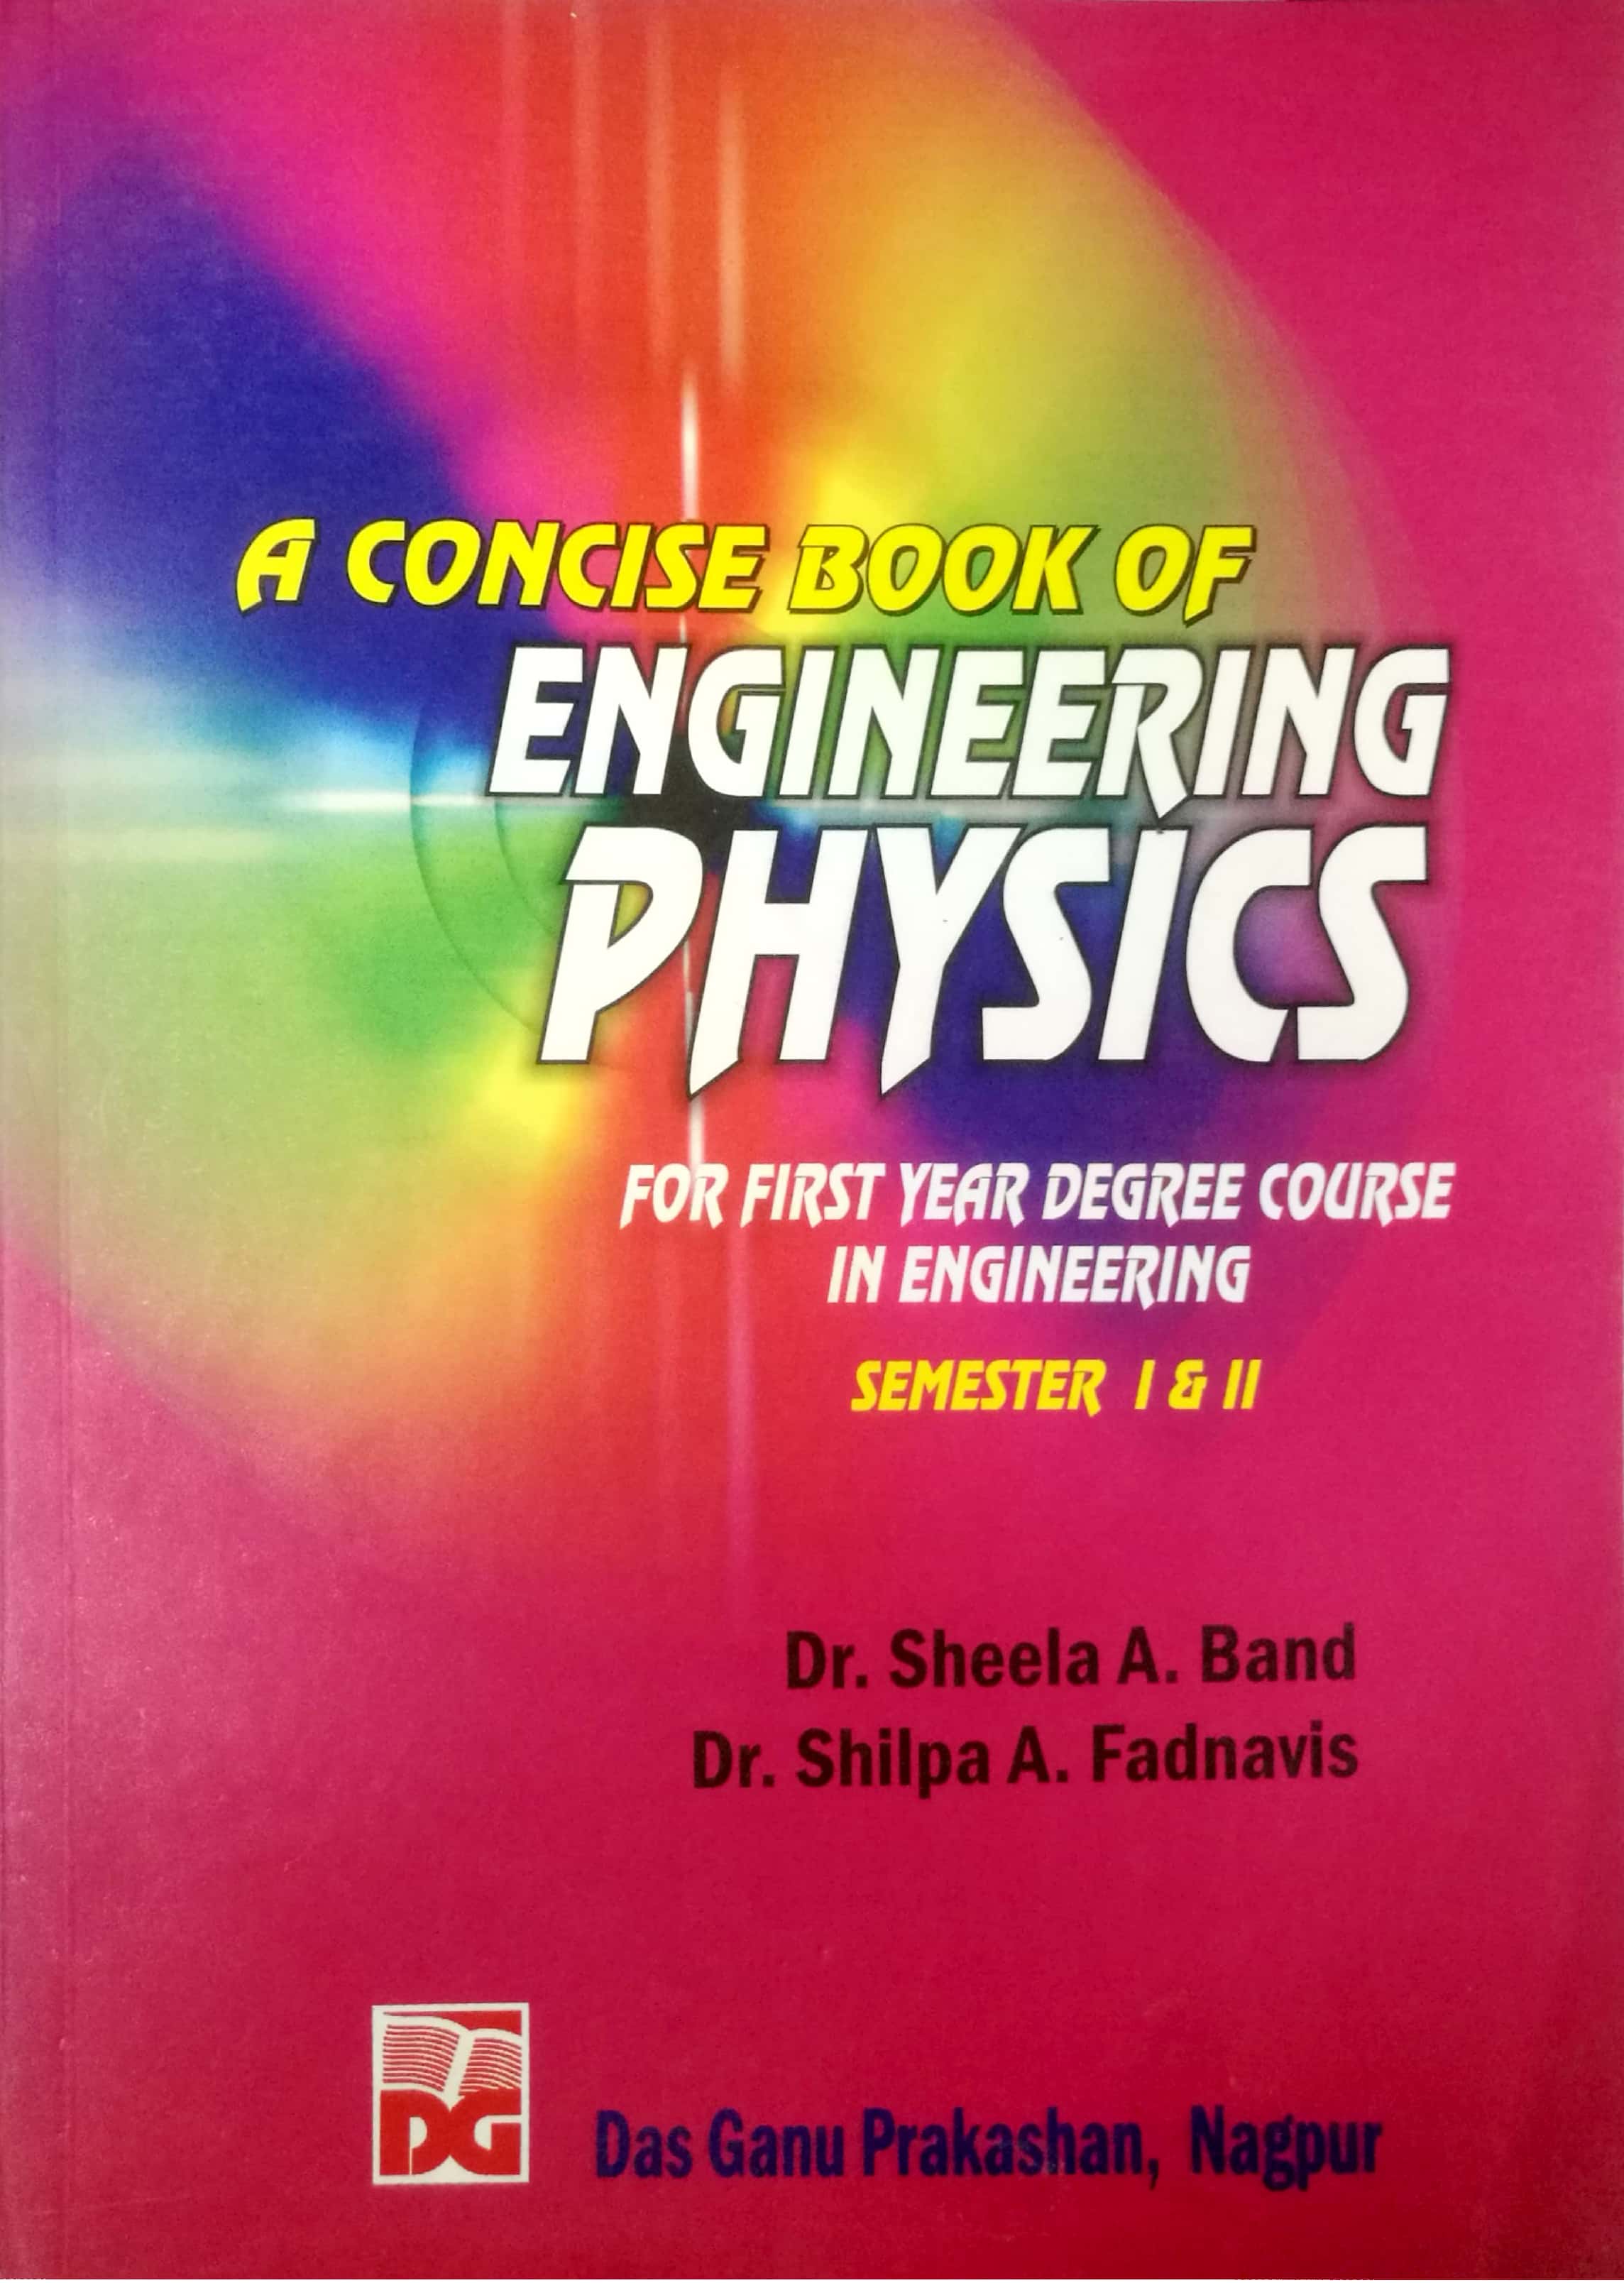 A CONCISE BOOK OF
ENGINEERING
PHYSICS
FOR FIRST YEAR DEGREE COURSE
IN ENGINEERING
SEMESTER I & II
Dr. Sheela A. Band
Dr. Shilpa A. Fadnavis
DG
Das Ganu Prakashan, Nagpur